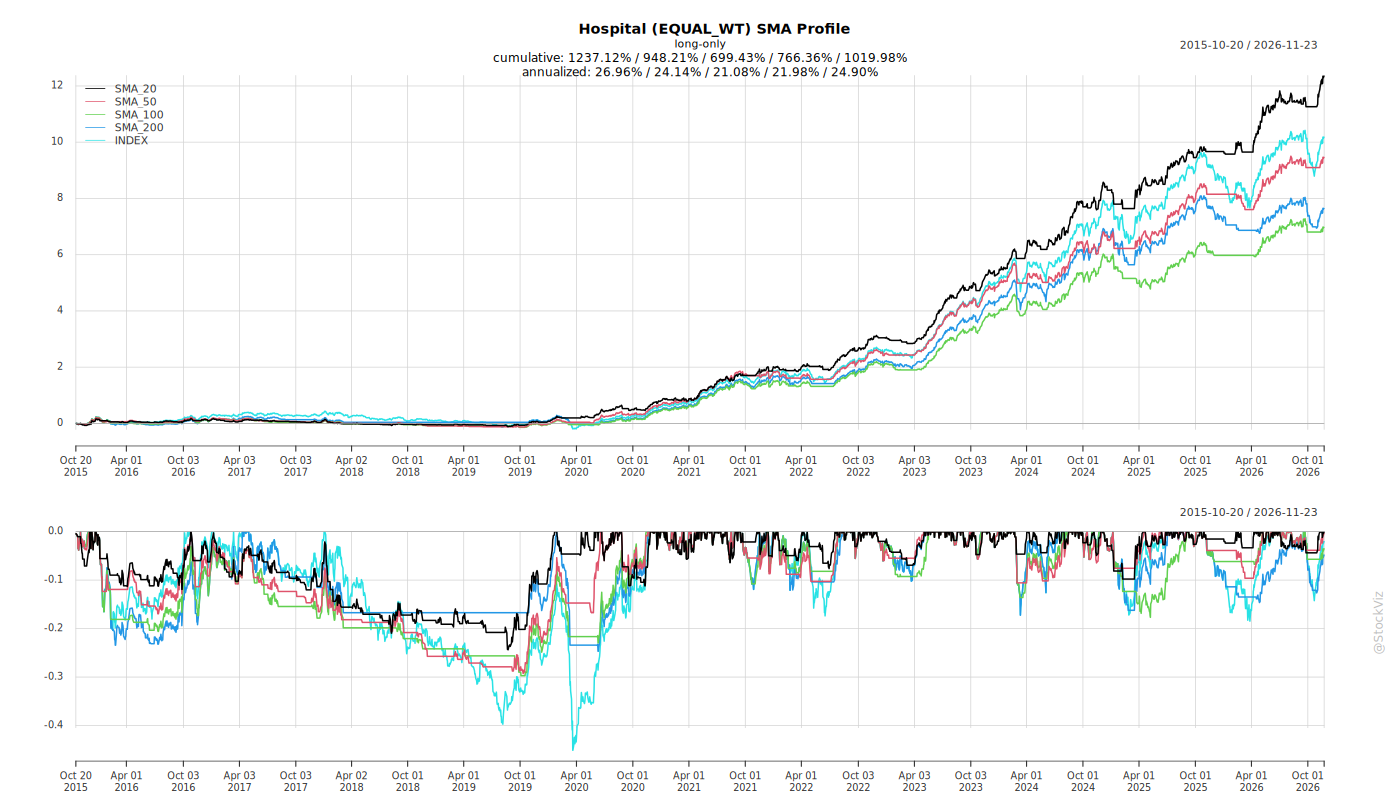 Hospital (EQUAL_WT) SMA Profile
long-only
2015-10-20 / 2026-11-23
cumulative: 1237.12% / 948.21% / 699.43% / 766.36% / 1019.98%
annualized: 26.96% / 24.14% / 21.08% / 21.98% / 24.90%
SMA_20
SMA_50
SMA_100
SMA_200
INDEX
12
10
8
6
4
2
0
Oct 20 Apr 01 Oct 03 Apr 03 Oct 03 Apr 02 Oct 01 Apr 01 Oct 01 Apr 01 Oct 01 Apr 01 Oct 01 Apr 01 Oct 03 Apr 03 Oct 03 Apr 01 Oct 01 Apr 01 Oct 01 Apr 01 Oct 01
2015 2016 2016 2017 2017 2018 2018 2019 2019 2020 2020 2021 2021 2022 2022 2023 2023 2024 2024 2025 2025 2026 2026
2015-10-20 / 2026-11-23
0.0
-0.1
-0.2
-0.3
-0.4
Oct 20 Apr 01 Oct 03 Apr 03 Oct 03 Apr 02 Oct 01 Apr 01 Oct 01 Apr 01 Oct 01 Apr 01 Oct 01 Apr 01 Oct 03 Apr 03 Oct 03 Apr 01 Oct 01 Apr 01 Oct 01 Apr 01 Oct 01
2015 2016 2016 2017 2017 2018 2018 2019 2019 2020 2020 2021 2021 2022 2022 2023 2023 2024 2024 2025 2025 2026 2026
@StockViz